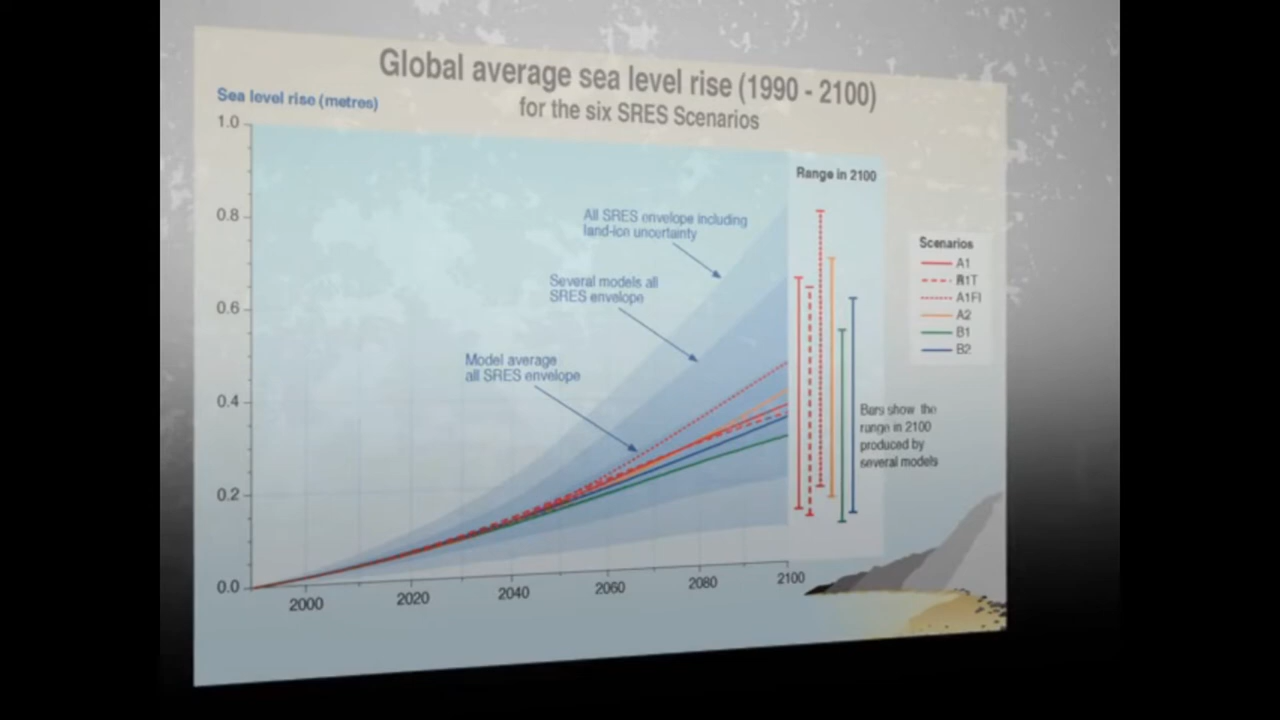 Global average sea level rise (1990 - 2100)
for the six SRES Scenarios
Sea level rise (metres)
1.0
0.8
0.6
0.4
0.2
0.0
2000
2020
2040
2060
2080
2100
All SRES envelope including
land-ice uncertainty
Several models all
SRES envelope
Model average
all SRES envelope
Range in 2100
Bars show the
range in 2100
produced by
several models
Scenarios
A1
A1T
A1FI
A2
B1
B2